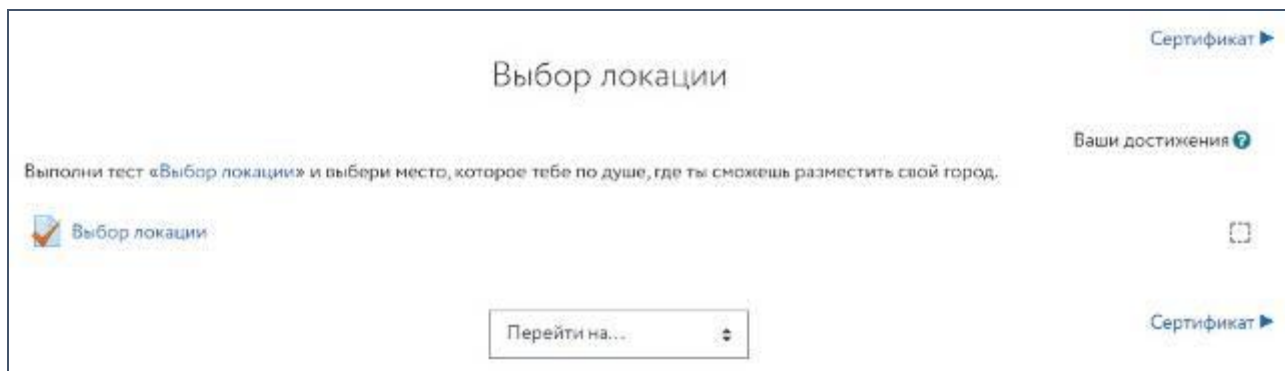 Сертификат ►
Выбор локации
Ваши достижения
Выполни тест «Выбор локации» и выбери место, которое тебе по душе, где ты сможешь разместить свой город.
Выбор локации
Перейти на...
Сертификат ►